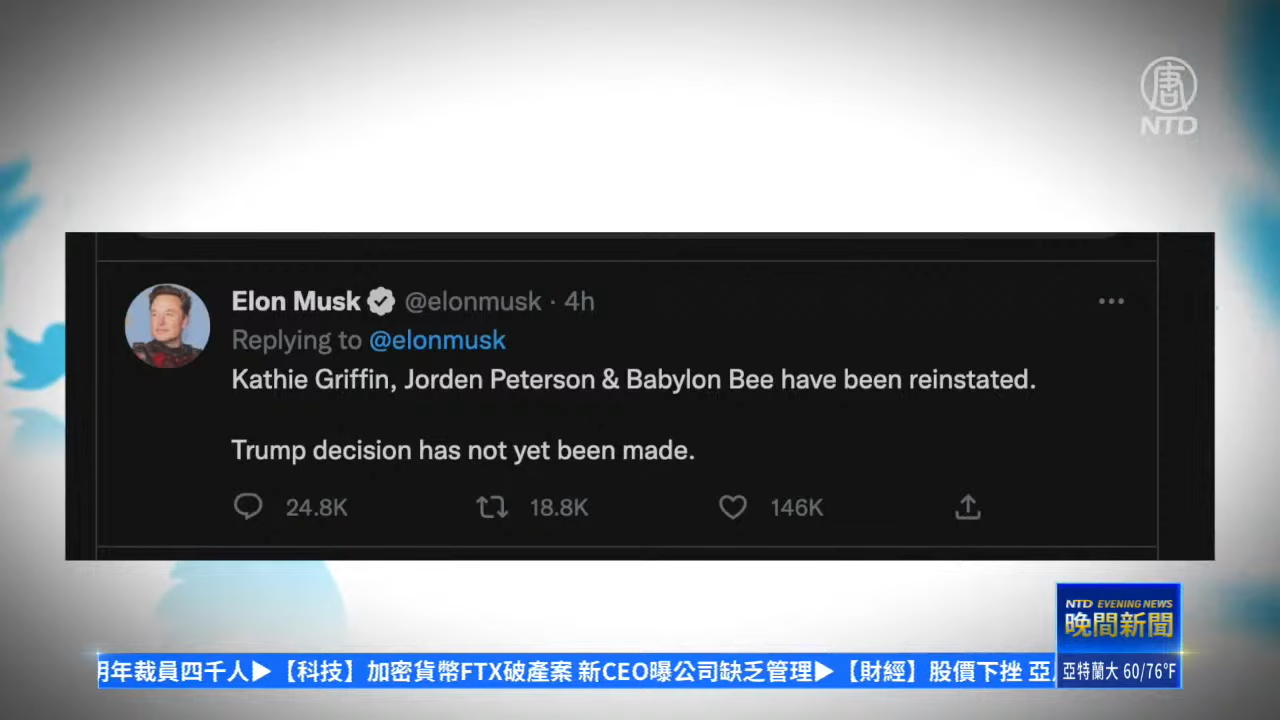 唐
NTD
Elon Musk @elonmusk · 4h
Replying to @elonmusk
Kathie Griffin, Jorden Peterson & Babylon Bee have been reinstated.
Trump decision has not yet been made.
24.8K 18.8K 146K
NTD EVENING NEWS
晚間新聞
明年裁員四千人▶【科技】加密貨幣FTX破產案 新CEO曝公司缺乏管理▶【財經】股價下挫 亞
亞特蘭大 60/76°F